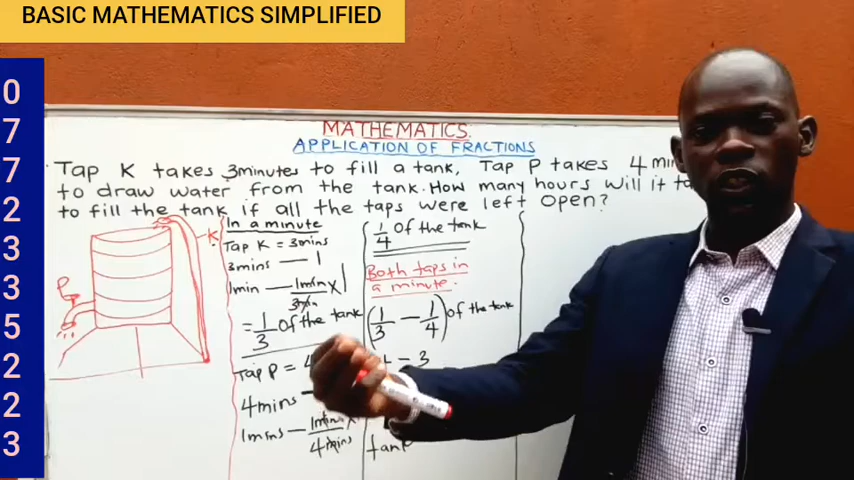 BASIC MATHEMATICS SIMPLIFIED
0
7
7
2
3
3
5
2
2
3
MATHEMATICS.
APPLICATION OF FRACTIONS
Tap K takes 3minutes to fill a tank, Tap P takes 4
to draw water from the tank. How many hours will it
to fill the tank if all the taps were left open?
K
P
In a minute
Tap K = 3mins
3mins — 1
1min — 1min/3min × 1
= 1/3 of the tank
Tap P =
4mins —
1mins — 1min/4mins ×
1/4 of the tank
Both taps in
a minute.
(1/3 − 1/4) of the tank
− 3
tank